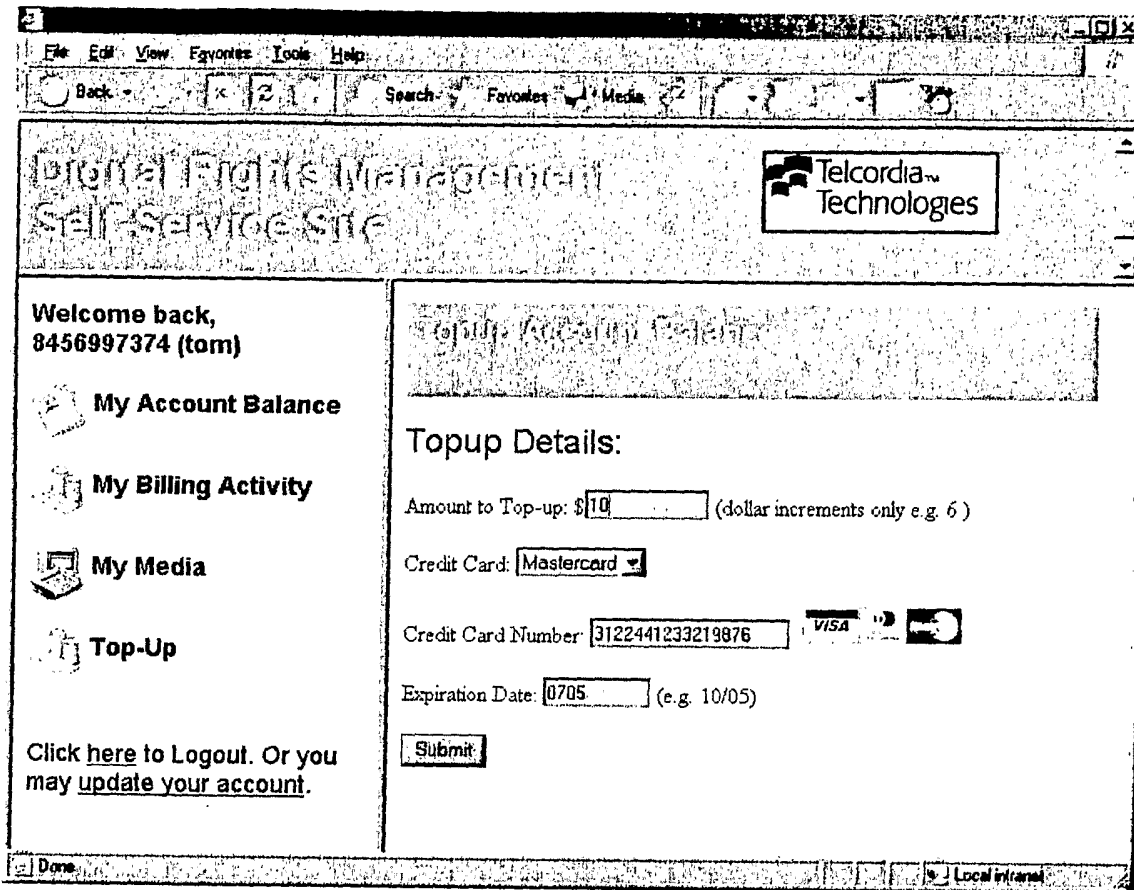 File Edit View Favorites Tools Help
Back Search Favorites Media
Digital Rights Management
Self-Service Site
Telcordia™
Technologies
Welcome back,
8456997374 (tom)
My Account Balance
My Billing Activity
My Media
Top-Up
Click here to Logout. Or you
may update your account.
Topup Account Balance
Topup Details:
Amount to Top-up: $10 (dollar increments only e.g. 6 )
Credit Card: Mastercard
Credit Card Number: 3122441233219876 VISA
Expiration Date: 0705 (e.g. 10/05)
Submit
Done Local intranet